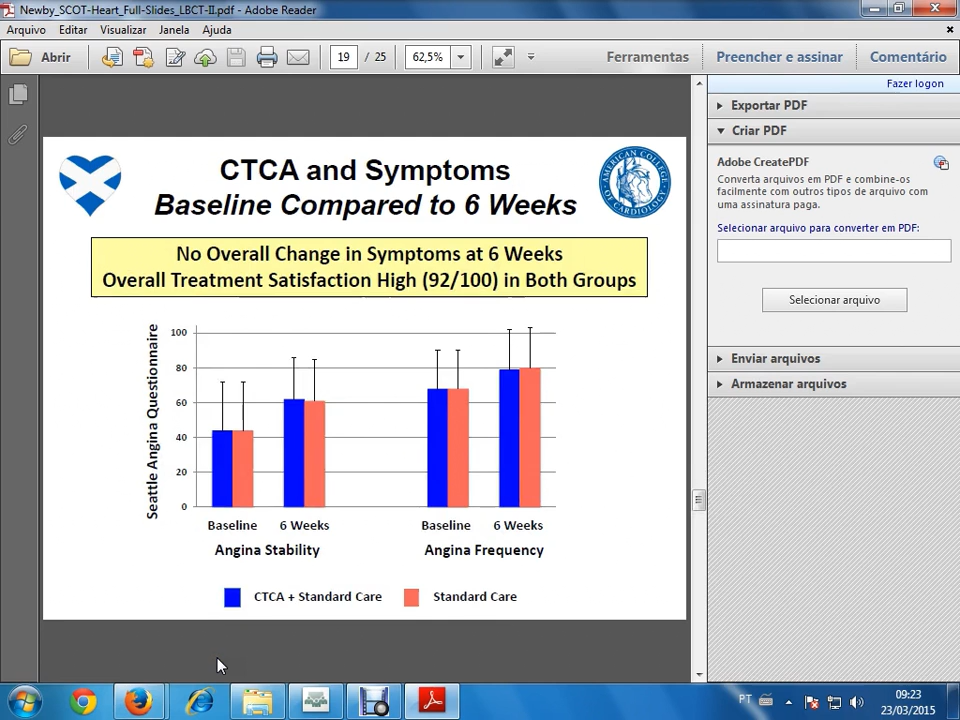 Newby_SCOT-Heart_Full-Slides_LBCT-II.pdf - Adobe Reader
Arquivo Editar Visualizar Janela Ajuda
Abrir 19 / 25 62,5% Ferramentas Preencher e assinar Comentário
Fazer logon
Exportar PDF
Criar PDF
Adobe CreatePDF
Converta arquivos em PDF e combine-os
facilmente com outros tipos de arquivo com
uma assinatura paga.
Selecionar arquivo para converter em PDF:
Selecionar arquivo
Enviar arquivos
Armazenar arquivos
CTCA and Symptoms
Baseline Compared to 6 Weeks
AMERICAN COLLEGE OF CARDIOLOGY
No Overall Change in Symptoms at 6 Weeks
Overall Treatment Satisfaction High (92/100) in Both Groups
Seattle Angina Questionnaire
100
80
60
40
20
0
Baseline 6 Weeks Baseline 6 Weeks
Angina Stability Angina Frequency
CTCA + Standard Care Standard Care
PT 09:23
23/03/2015